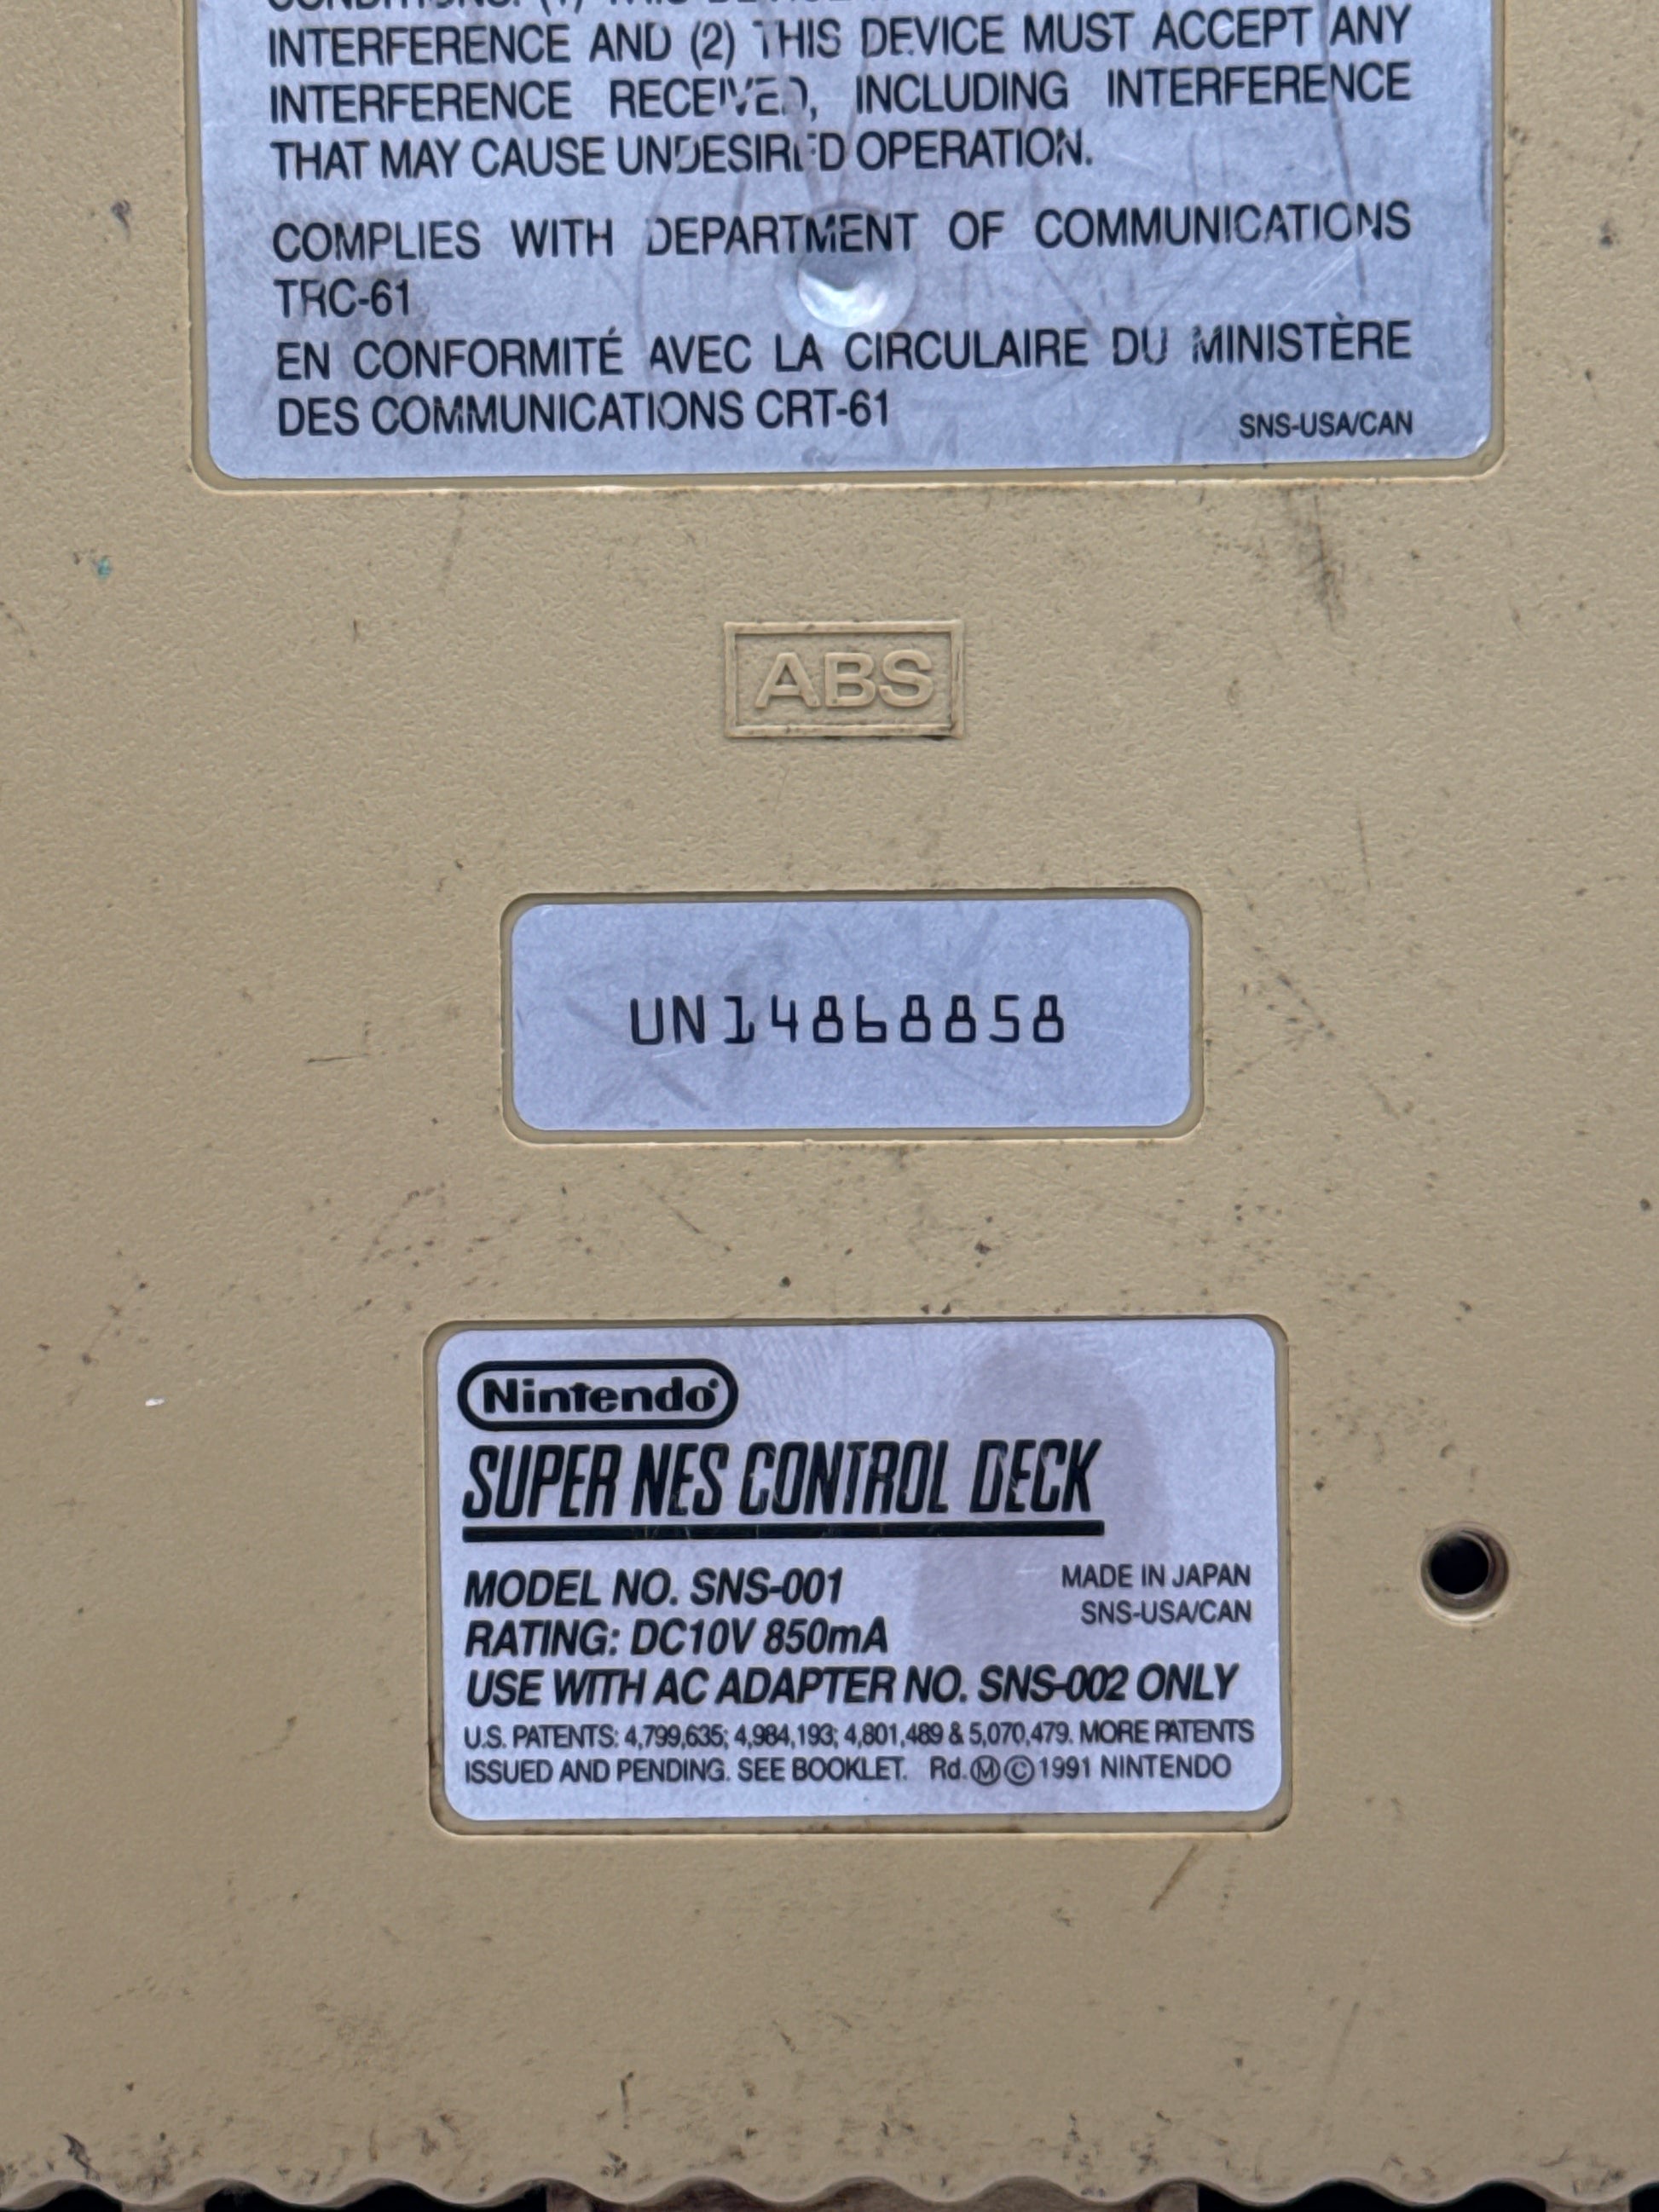 CONDITIONS: (1) THIS DEVICE
INTERFERENCE AND (2) THIS DEVICE MUST ACCEPT ANY
INTERFERENCE RECEIVED, INCLUDING INTERFERENCE
THAT MAY CAUSE UNDESIRED OPERATION.
COMPLIES WITH DEPARTMENT OF COMMUNICATIONS
TRC-61
EN CONFORMITÉ AVEC LA CIRCULAIRE DU MINISTÈRE
DES COMMUNICATIONS CRT-61
SNS-USA/CAN
ABS
UN14868858
Nintendo®
SUPER NES CONTROL DECK
MODEL NO. SNS-001
MADE IN JAPAN
SNS-USA/CAN
RATING: DC10V 850mA
USE WITH AC ADAPTER NO. SNS-002 ONLY
U.S. PATENTS: 4,799,635; 4,984,193; 4,801,489 & 5,070,479. MORE PATENTS
ISSUED AND PENDING. SEE BOOKLET. Rd.Ⓜ©1991 NINTENDO